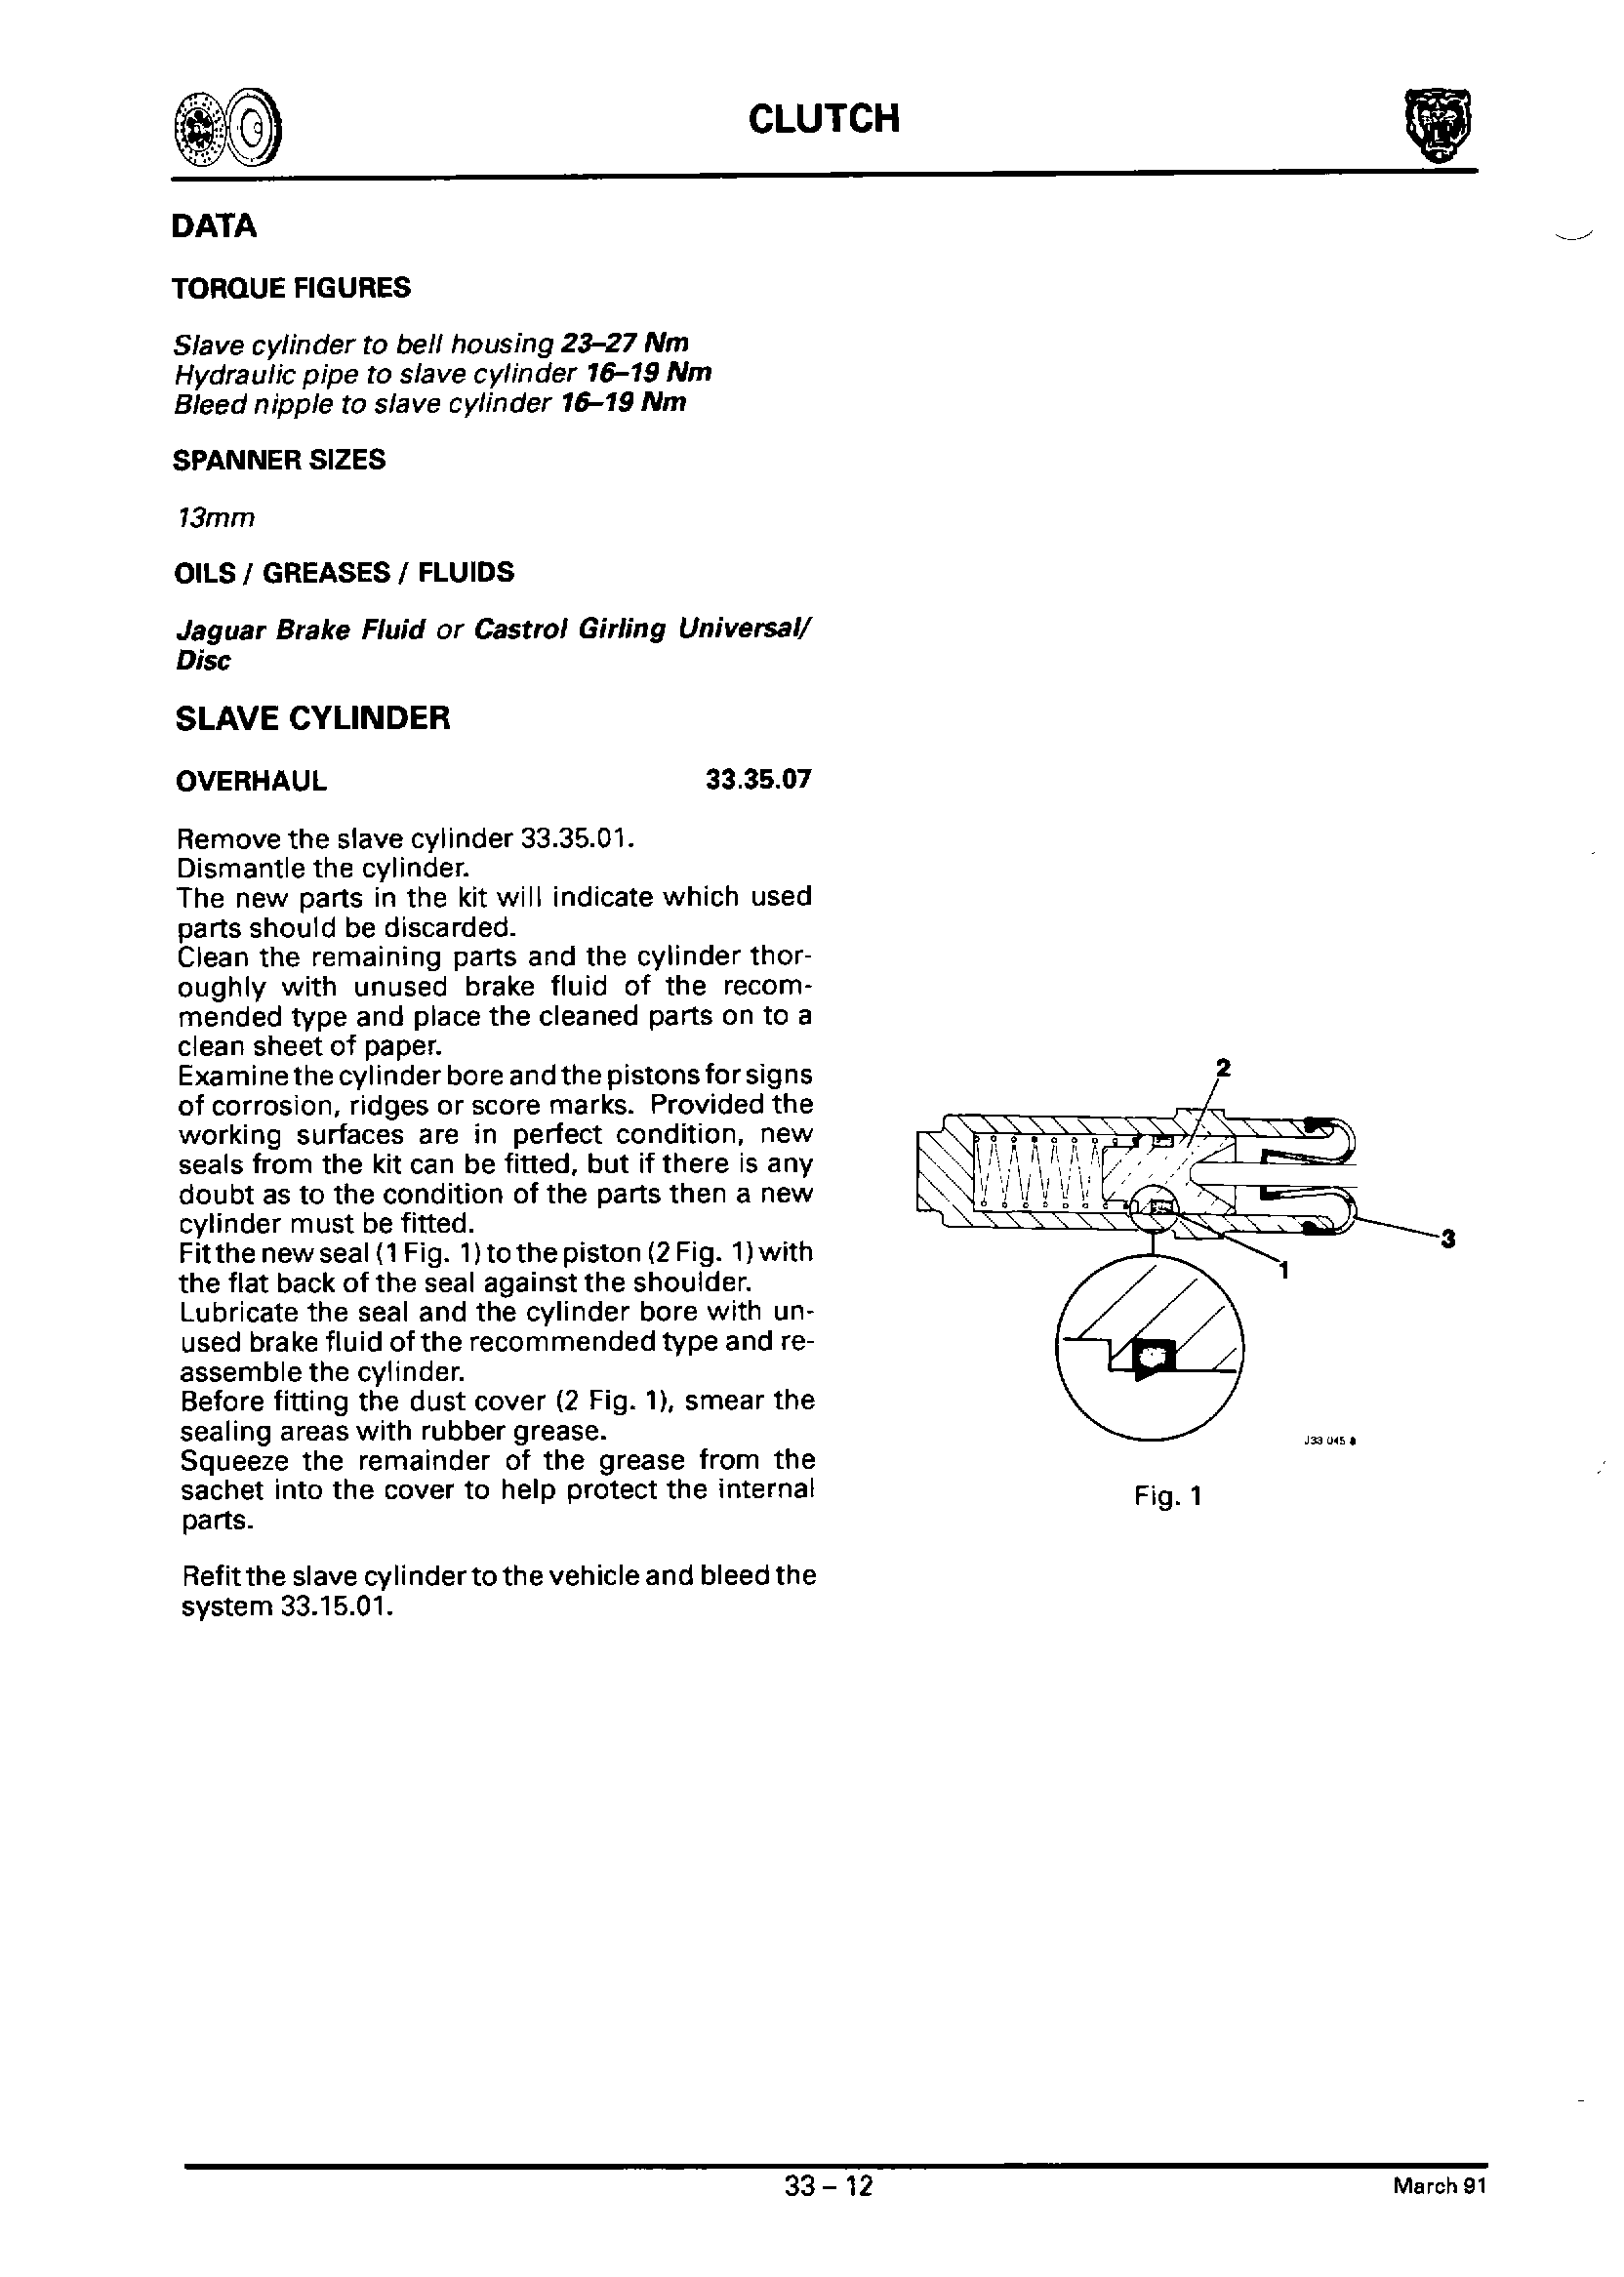 CLUTCH
DATA
TORQUE FIGURES
Slave cylinder to bell housing 23–27 Nm
Hydraulic pipe to slave cylinder 16–19 Nm
Bleed nipple to slave cylinder 16–19 Nm
SPANNER SIZES
13mm
OILS / GREASES / FLUIDS
Jaguar Brake Fluid or Castrol Girling Universal/
Disc
SLAVE CYLINDER
OVERHAUL 33.35.07
Remove the slave cylinder 33.35.01.
Dismantle the cylinder.
The new parts in the kit will indicate which used
parts should be discarded.
Clean the remaining parts and the cylinder thor-
oughly with unused brake fluid of the recom-
mended type and place the cleaned parts on to a
clean sheet of paper.
Examine the cylinder bore and the pistons for signs
of corrosion, ridges or score marks. Provided the
working surfaces are in perfect condition, new
seals from the kit can be fitted, but if there is any
doubt as to the condition of the parts then a new
cylinder must be fitted.
Fit the new seal (1 Fig. 1) to the piston (2 Fig. 1) with
the flat back of the seal against the shoulder.
Lubricate the seal and the cylinder bore with un-
used brake fluid of the recommended type and re-
assemble the cylinder.
Before fitting the dust cover (2 Fig. 1), smear the
sealing areas with rubber grease.
Squeeze the remainder of the grease from the
sachet into the cover to help protect the internal
parts.
Refit the slave cylinder to the vehicle and bleed the
system 33.15.01.
2
3
1
J33 045
Fig. 1
33 – 12
March 91